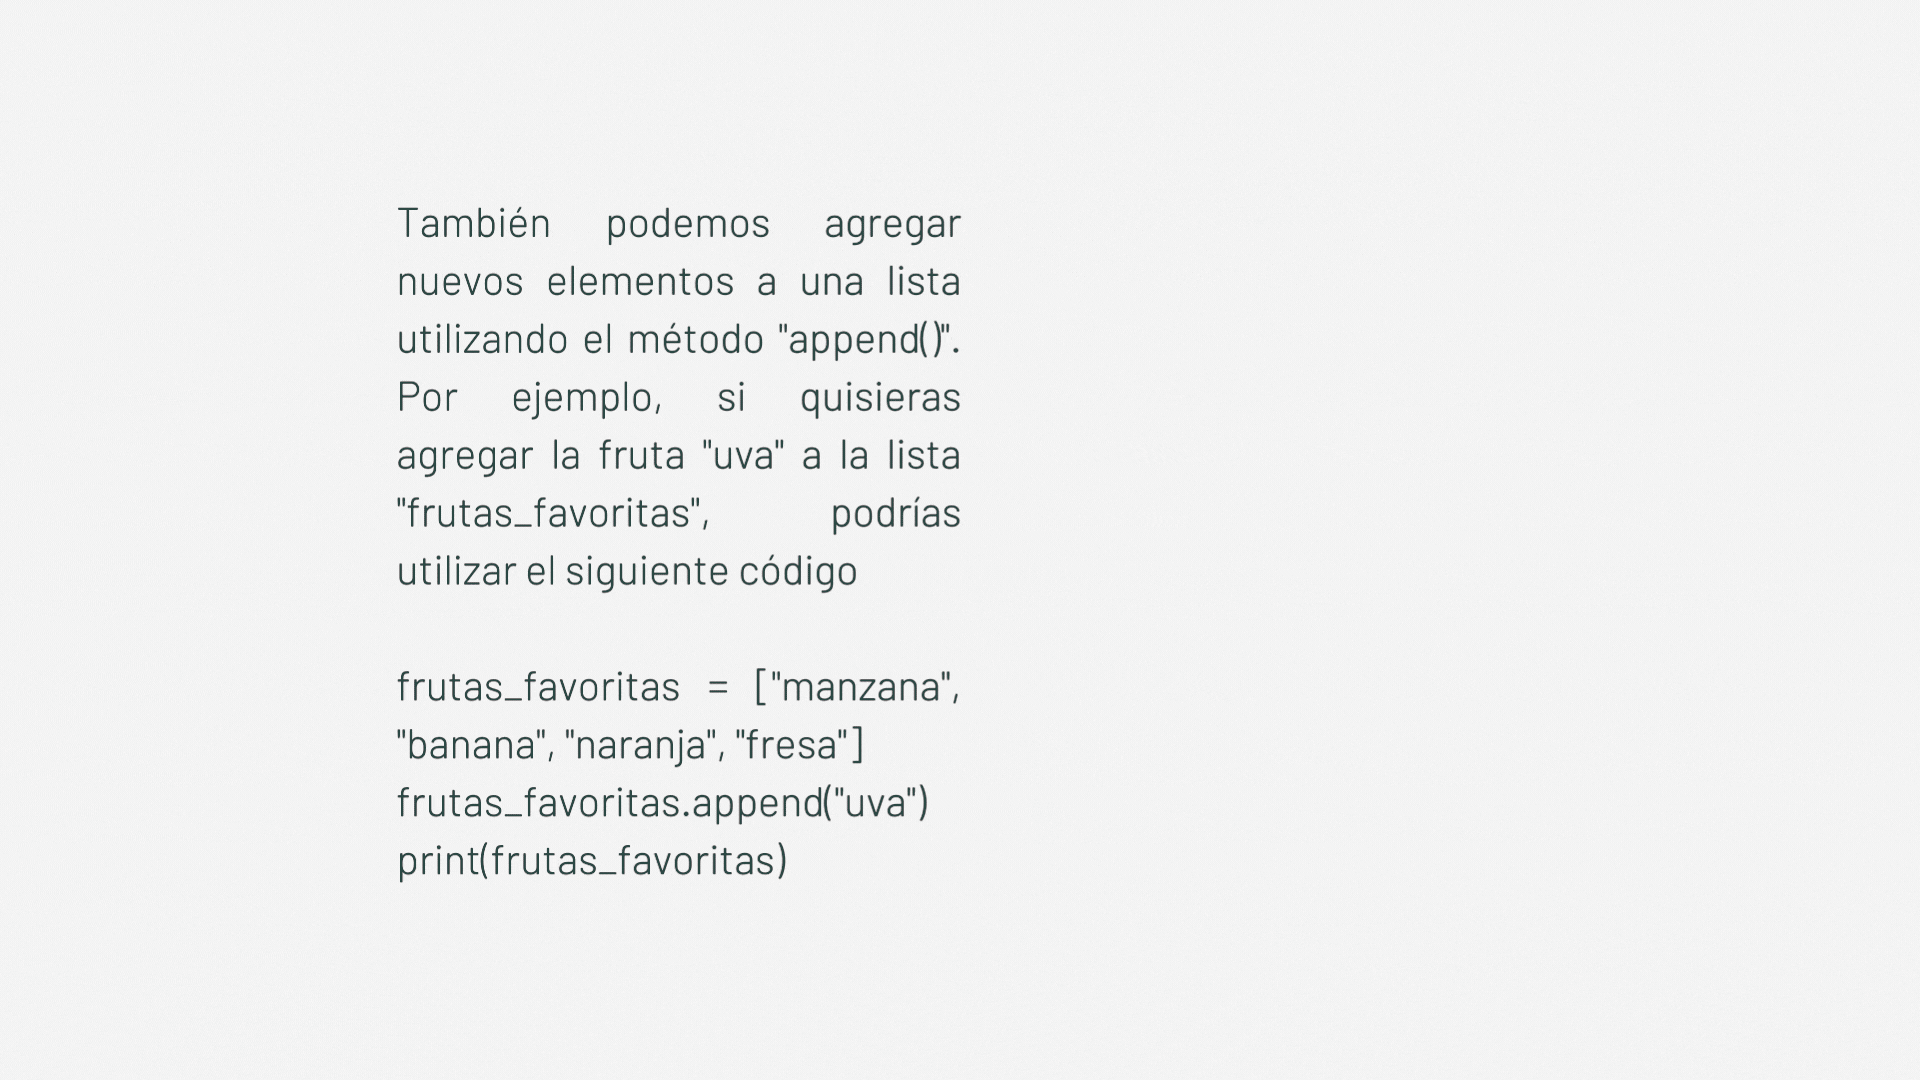 También podemos agregar
nuevos elementos a una lista
utilizando el método "append()".
Por ejemplo, si quisieras
agregar la fruta "uva" a la lista
"frutas_favoritas", podrías
utilizar el siguiente código
frutas_favoritas = ["manzana",
"banana", "naranja", "fresa"]
frutas_favoritas.append("uva")
print(frutas_favoritas)